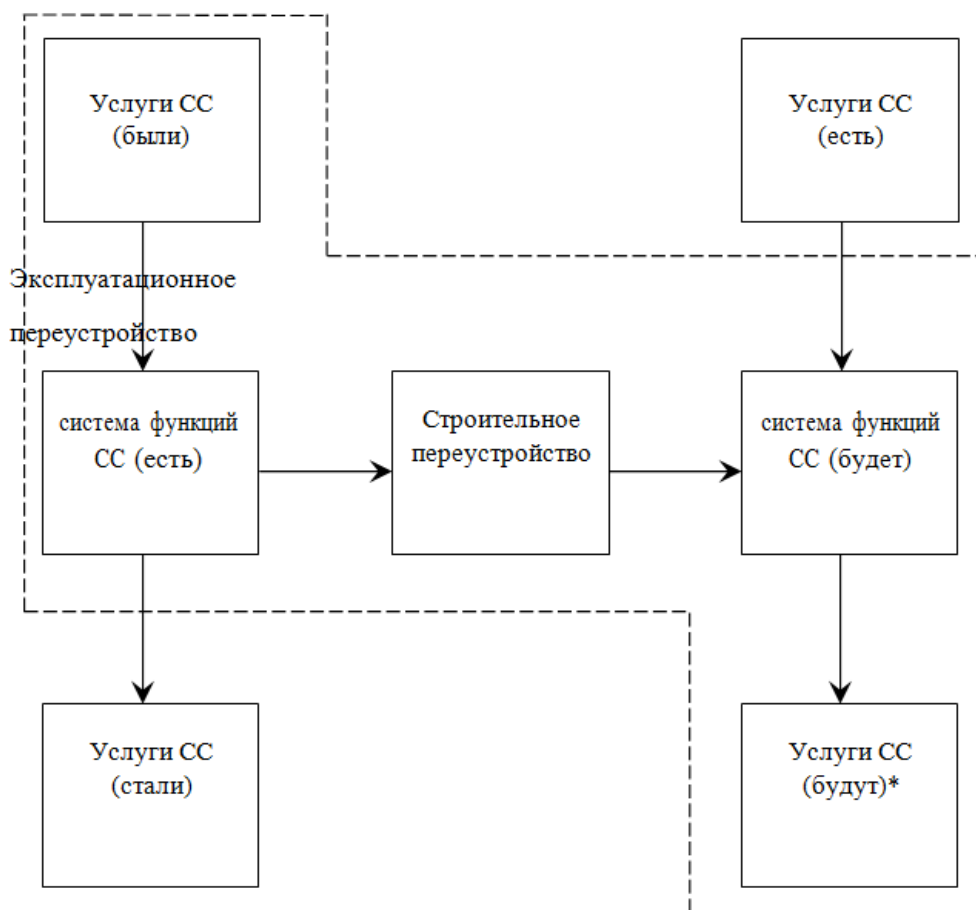 Услуги СС
(были)
Услуги СС
(есть)
Эксплуатационное
переустройство
система функций
СС (есть)
Строительное
переустройство
система функций
СС (будет)
Услуги СС
(стали)
Услуги СС
(будут)*